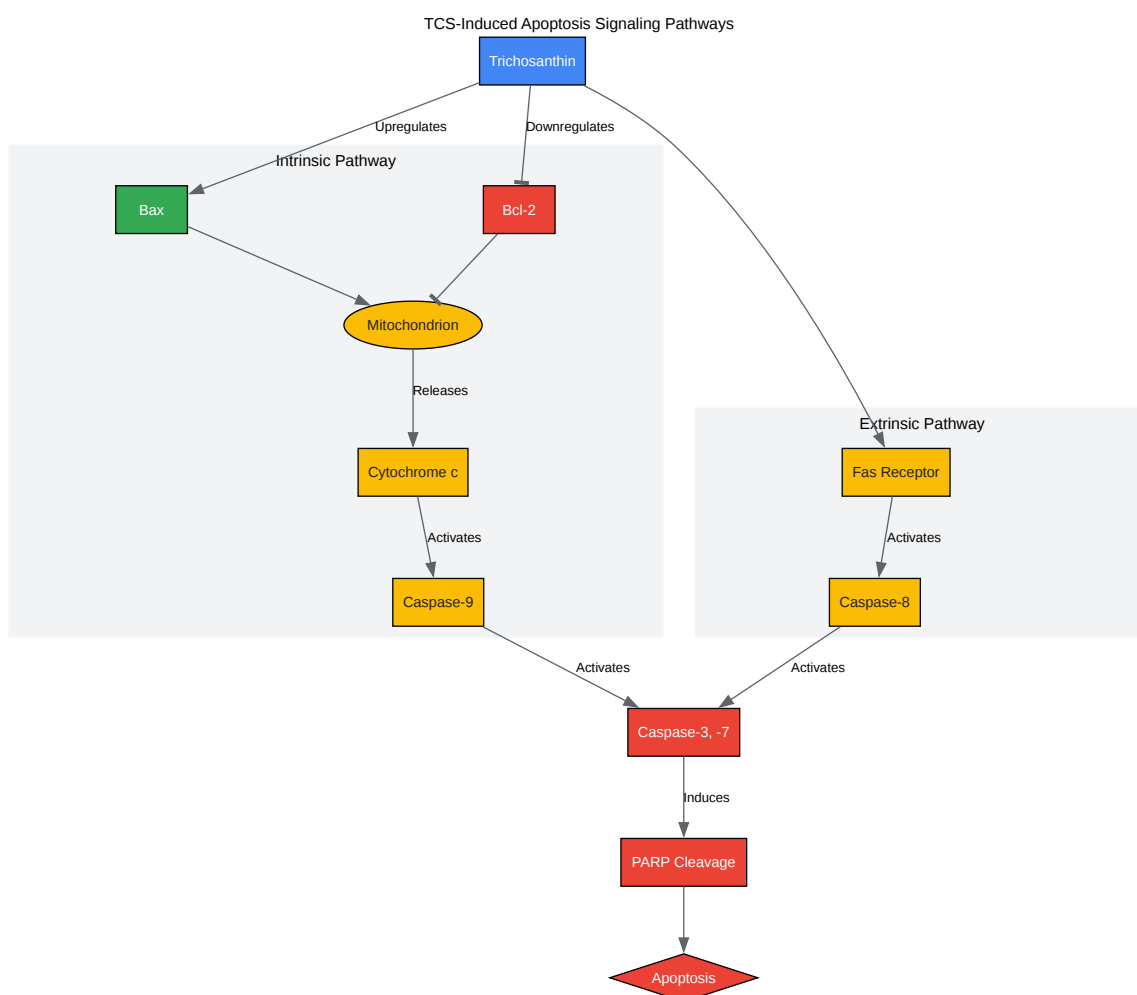 TCS-Induced Apoptosis Signaling Pathways
Trichosanthin
Upregulates
Downregulates
Intrinsic Pathway
Bax
Bcl-2
Mitochondrion
Releases
Extrinsic Pathway
Cytochrome c
Fas Receptor
Activates
Activates
Caspase-9
Caspase-8
Activates
Activates
Caspase-3, -7
Induces
PARP Cleavage
Apoptosis